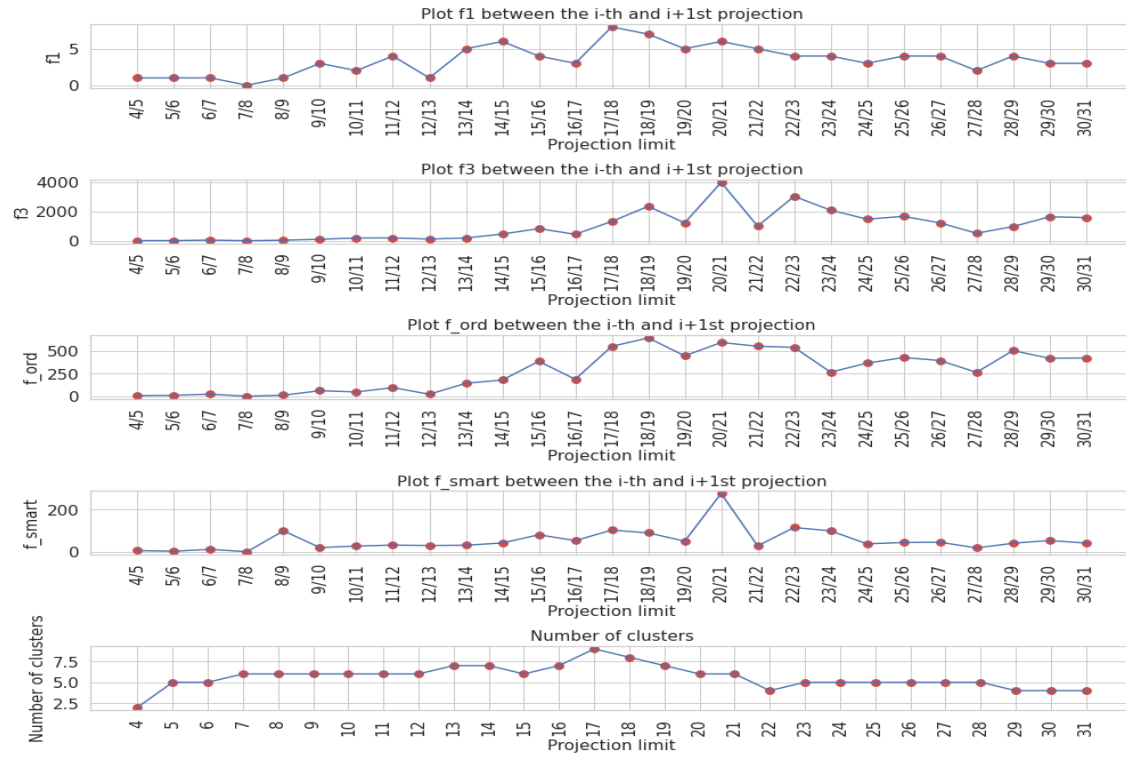 Plot f1 between the i-th and i+1st projection
f1
5
0
4/5 5/6 6/7 7/8 8/9 9/10 10/11 11/12 12/13 13/14 14/15 15/16 16/17 17/18 18/19 19/20 20/21 21/22 22/23 23/24 24/25 25/26 26/27 27/28 28/29 29/30 30/31
Projection limit
Plot f3 between the i-th and i+1st projection
f3
4000
2000
0
4/5 5/6 6/7 7/8 8/9 9/10 10/11 11/12 12/13 13/14 14/15 15/16 16/17 17/18 18/19 19/20 20/21 21/22 22/23 23/24 24/25 25/26 26/27 27/28 28/29 29/30 30/31
Projection limit
Plot f_ord between the i-th and i+1st projection
f_ord
500
250
0
4/5 5/6 6/7 7/8 8/9 9/10 10/11 11/12 12/13 13/14 14/15 15/16 16/17 17/18 18/19 19/20 20/21 21/22 22/23 23/24 24/25 25/26 26/27 27/28 28/29 29/30 30/31
Projection limit
Plot f_smart between the i-th and i+1st projection
f_smart
200
0
4/5 5/6 6/7 7/8 8/9 9/10 10/11 11/12 12/13 13/14 14/15 15/16 16/17 17/18 18/19 19/20 20/21 21/22 22/23 23/24 24/25 25/26 26/27 27/28 28/29 29/30 30/31
Projection limit
Number of clusters
Number of clusters
7.5
5.0
2.5
4 5 6 7 8 9 10 11 12 13 14 15 16 17 18 19 20 21 22 23 24 25 26 27 28 29 30 31
Projection limit